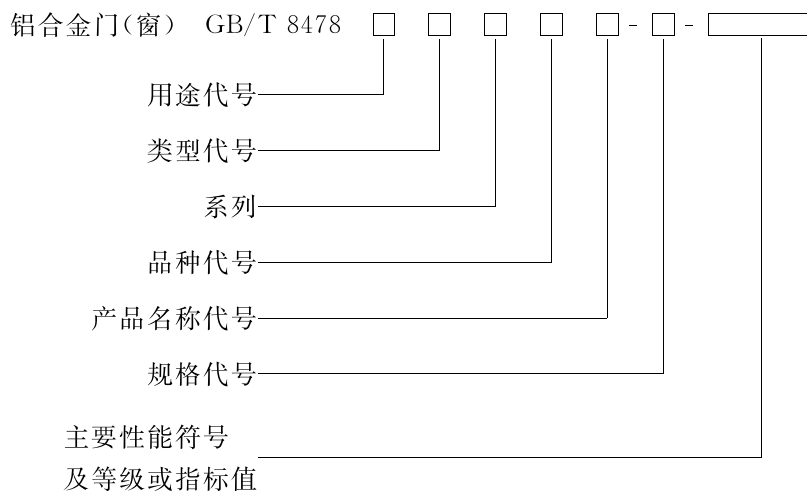 铝合金门(窗) GB/T 8478 □ □ □ □ □-□-
用途代号
类型代号
系列
品种代号
产品名称代号
规格代号
主要性能符号
及等级或指标值